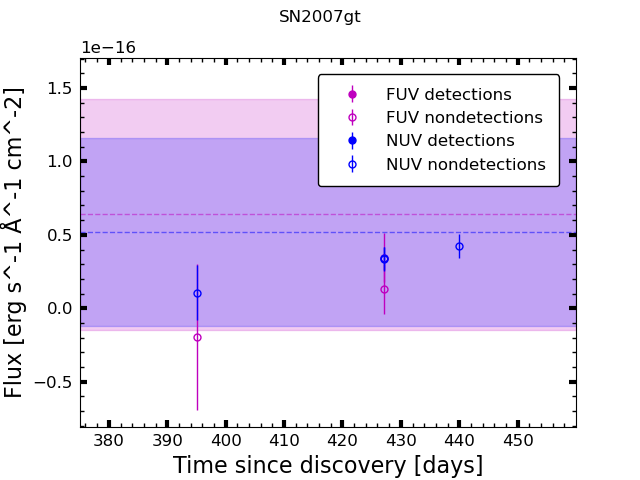 SN2007gt
1e−16
1.5
1.0
0.5
0.0
−0.5
Flux [erg s^-1 Å^-1 cm^-2]
FUV detections
FUV nondetections
NUV detections
NUV nondetections
380 390 400 410 420 430 440 450
Time since discovery [days]